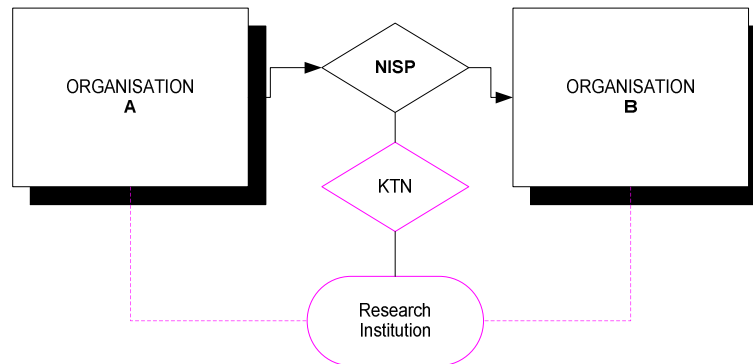 ORGANISATION
A
NISP
ORGANISATION
B
KTN
Research
Institution